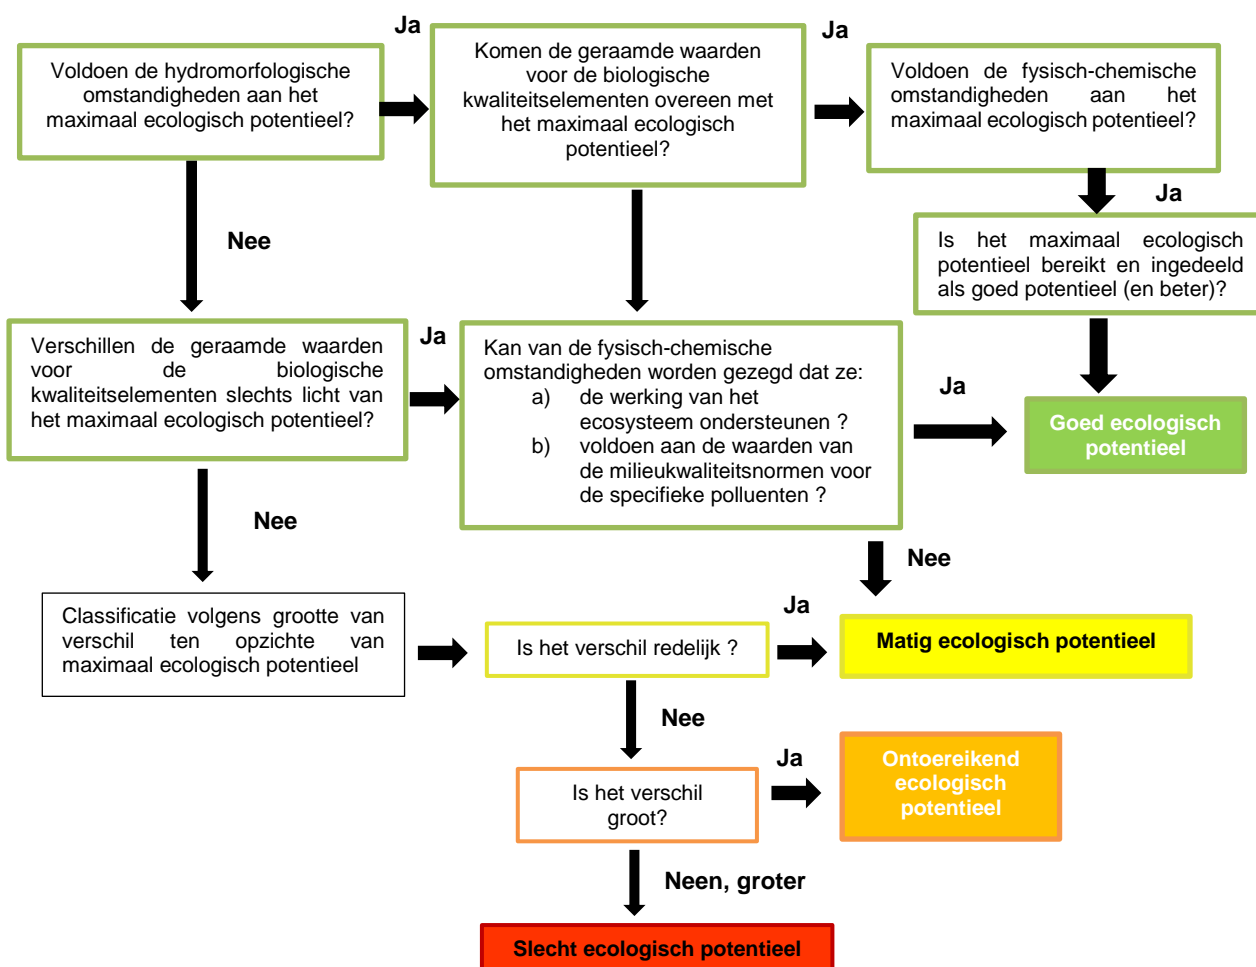 Ja
Voldoen de hydromorfologische
omstandigheden aan het
maximaal ecologisch potentieel?
Komen de geraamde waarden
voor de biologische
kwaliteitselementen overeen met
het maximaal ecologisch
potentieel?
Ja
Voldoen de fysisch-chemische
omstandigheden aan het
maximaal ecologisch potentieel?
Ja
Nee
Is het maximaal ecologisch
potentieel bereikt en ingedeeld
als goed potentieel (en beter)?
Verschillen de geraamde waarden
voor de biologische
kwaliteitselementen slechts licht van
het maximaal ecologisch potentieel?
Ja
Kan van de fysisch-chemische
omstandigheden worden gezegd dat ze:
a) de werking van het
ecosysteem ondersteunen ?
b) voldoen aan de waarden van
de milieukwaliteitsnormen voor
de specifieke polluenten ?
Ja
Goed ecologisch
potentieel
Nee
Nee
Classificatie volgens grootte van
verschil ten opzichte van
maximaal ecologisch potentieel
Is het verschil redelijk ?
Ja
Matig ecologisch potentieel
Nee
Is het verschil
groot?
Ja
Ontoereikend
ecologisch
potentieel
Neen, groter
Slecht ecologisch potentieel